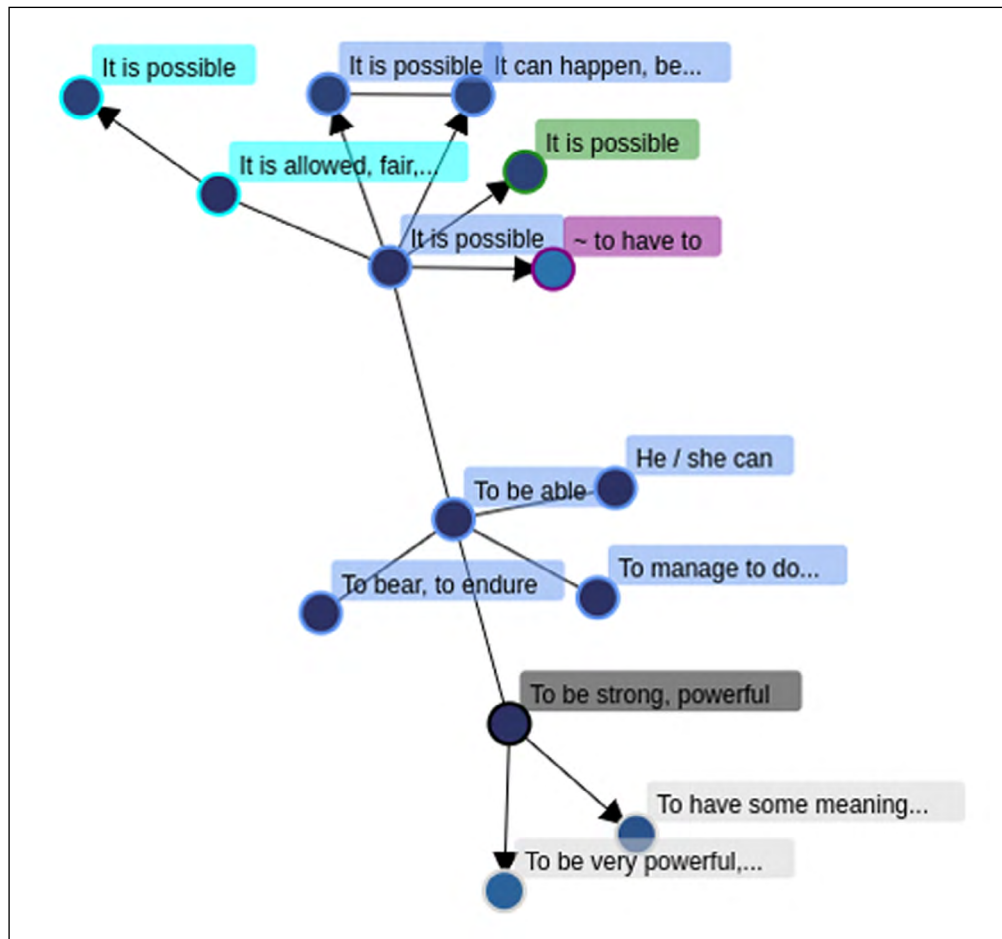 It is possible
It is possible
It can happen, be...
It is possible
It is allowed, fair,...
It is possible
~ to have to
He / she can
To be able
To manage to do...
To bear, to endure
To be strong, powerful
To have some meaning...
To be very powerful,...